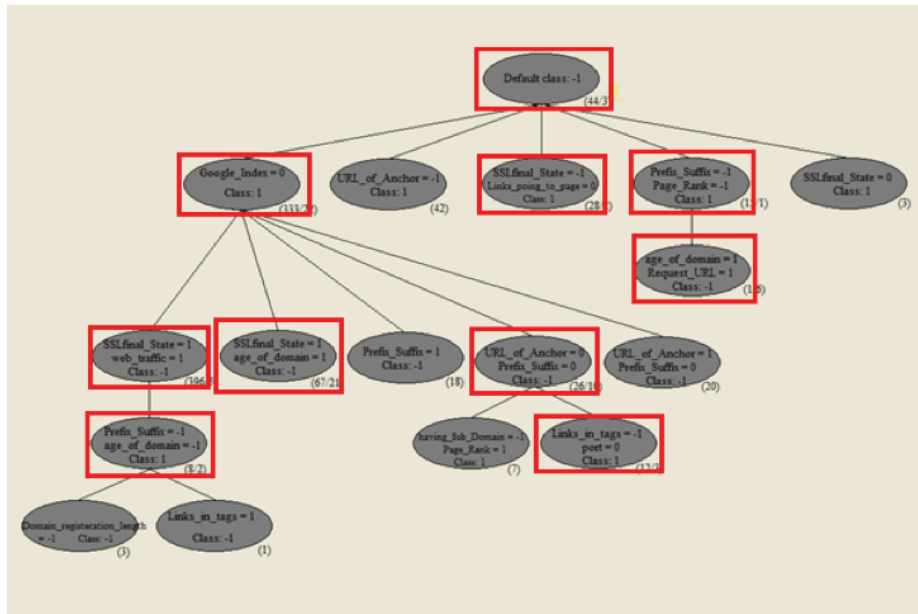 Default class: -1
(44/3)
Google_Index = 0
Class: 1
URL_of_Anchor = -1
Class: 1
(42)
SSLfinal_State = -1
Links_poing_to_page = 0
Class: 1
Prefix_Suffix = -1
Page_Rank = -1
Class: 1
(15/1)
SSLfinal_State = 0
Class: 1
(3)
age_of_domain = 1
Request_URL = 1
Class: -1
SSLfinal_State = 1
web_traffic = 1
Class: -1
SSLfinal_State = 1
age_of_domain = 1
Class: -1
(67/21
Prefix_Suffix = 1
Class: -1
(18)
URL_of_Anchor = 0
Prefix_Suffix = 0
Class: -1
URL_of_Anchor = 1
Prefix_Suffix = 0
Class: -1
(20)
Prefix_Suffix = -1
age_of_domain = -1
Class: 1
(8/2)
having_Sub_Domain = -1
Page_Rank = 1
Class: 1
(7)
Links_in_tags = -1
port = 0
Class: 1
Domain_registeration_length
= -1 Class: -1
(3)
Links_in_tags = 1
Class: -1
(1)